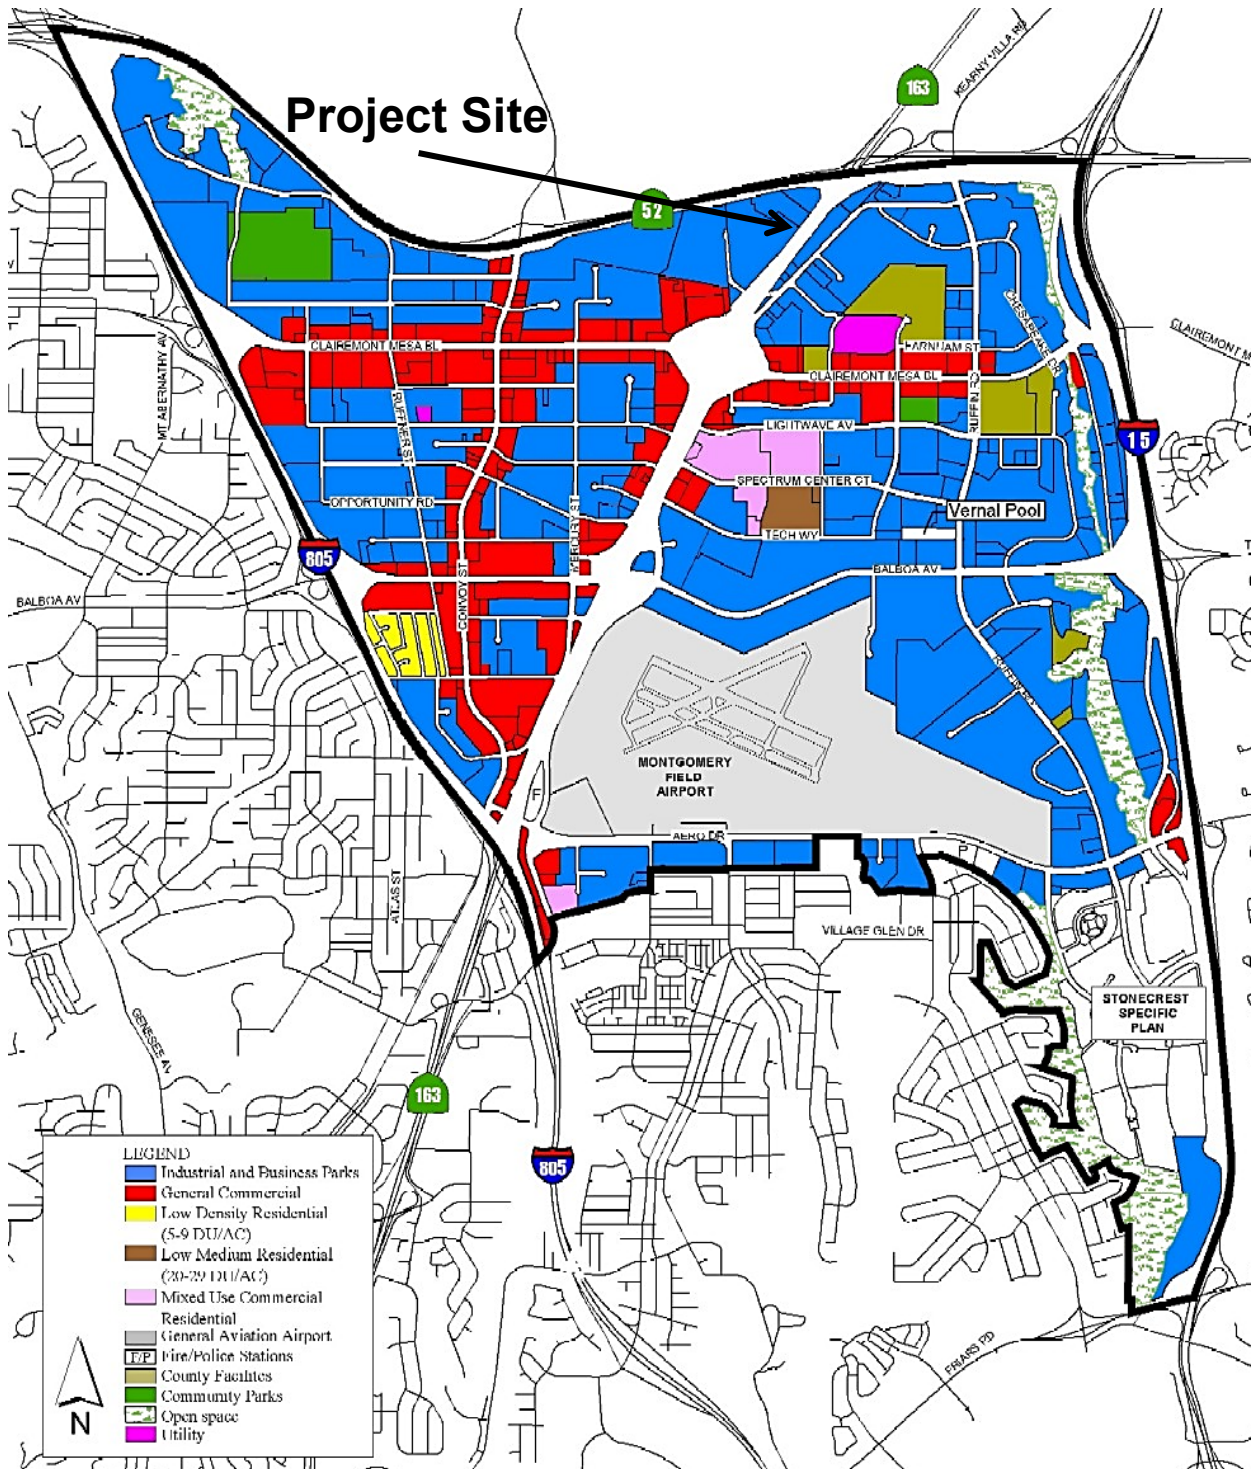 KEARNY VILLA RD
163
Project Site
52
CLAIREMONT MESA BL
MT ABERNATHY AV
RUFFNER ST
CHESAPEAKE DR
FARNHAM ST
CLAIREMONT M
CLAIREMONT MESA BL
RUFFIN RD
LIGHTWAVE AV
15
SPECTRUM CENTER CT
OPPORTUNITY RD
MERCURY ST
Vernal Pool
TECH WY
805
BALBOA AV
BALBOA AV
CONVOY ST
RUFFIN RD
MONTGOMERY
FIELD
AIRPORT
F
AERO DR
P
ATLAS ST
VILLAGE GLEN DR
STONECREST
SPECIFIC
PLAN
GENESEE AV
163
805
FRIARS RD
LEGEND
Industrial and Business Parks
General Commercial
Low Density Residential
(5-9 DU/AC)
Low Medium Residential
(20-29 DU/AC)
Mixed Use Commercial
Residential
General Aviation Airport
F/P Fire/Police Stations
County Facilites
Community Parks
Open space
Utility
N